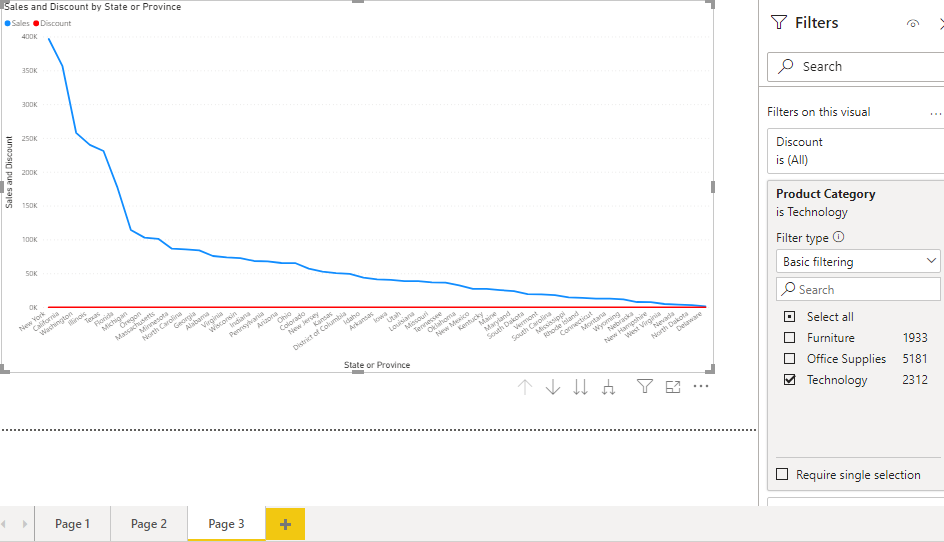 Sales and Discount by State or Province
Sales Discount
400K
350K
300K
250K
200K
150K
100K
50K
0K
Sales and Discount
New York
California
Washington
Illinois
Texas
Florida
Michigan
Oregon
Massachusetts
Minnesota
North Carolina
Georgia
Alabama
Virginia
Wisconsin
Indiana
Pennsylvania
Arizona
Ohio
Colorado
New Jersey
Kansas
District of Columbia
Idaho
Arkansas
Iowa
Utah
Louisiana
Missouri
Tennessee
Oklahoma
New Mexico
Kentucky
Maine
Maryland
South Dakota
Vermont
South Carolina
Mississippi
Rhode Island
Connecticut
Montana
Wyoming
Nebraska
New Hampshire
West Virginia
Nevada
North Dakota
Delaware
State or Province
Filters
Search
Filters on this visual
Discount
is (All)
Product Category
is Technology
Filter type
Basic filtering
Search
Select all
Furniture 1933
Office Supplies 5181
Technology 2312
Require single selection
Page 1
Page 2
Page 3